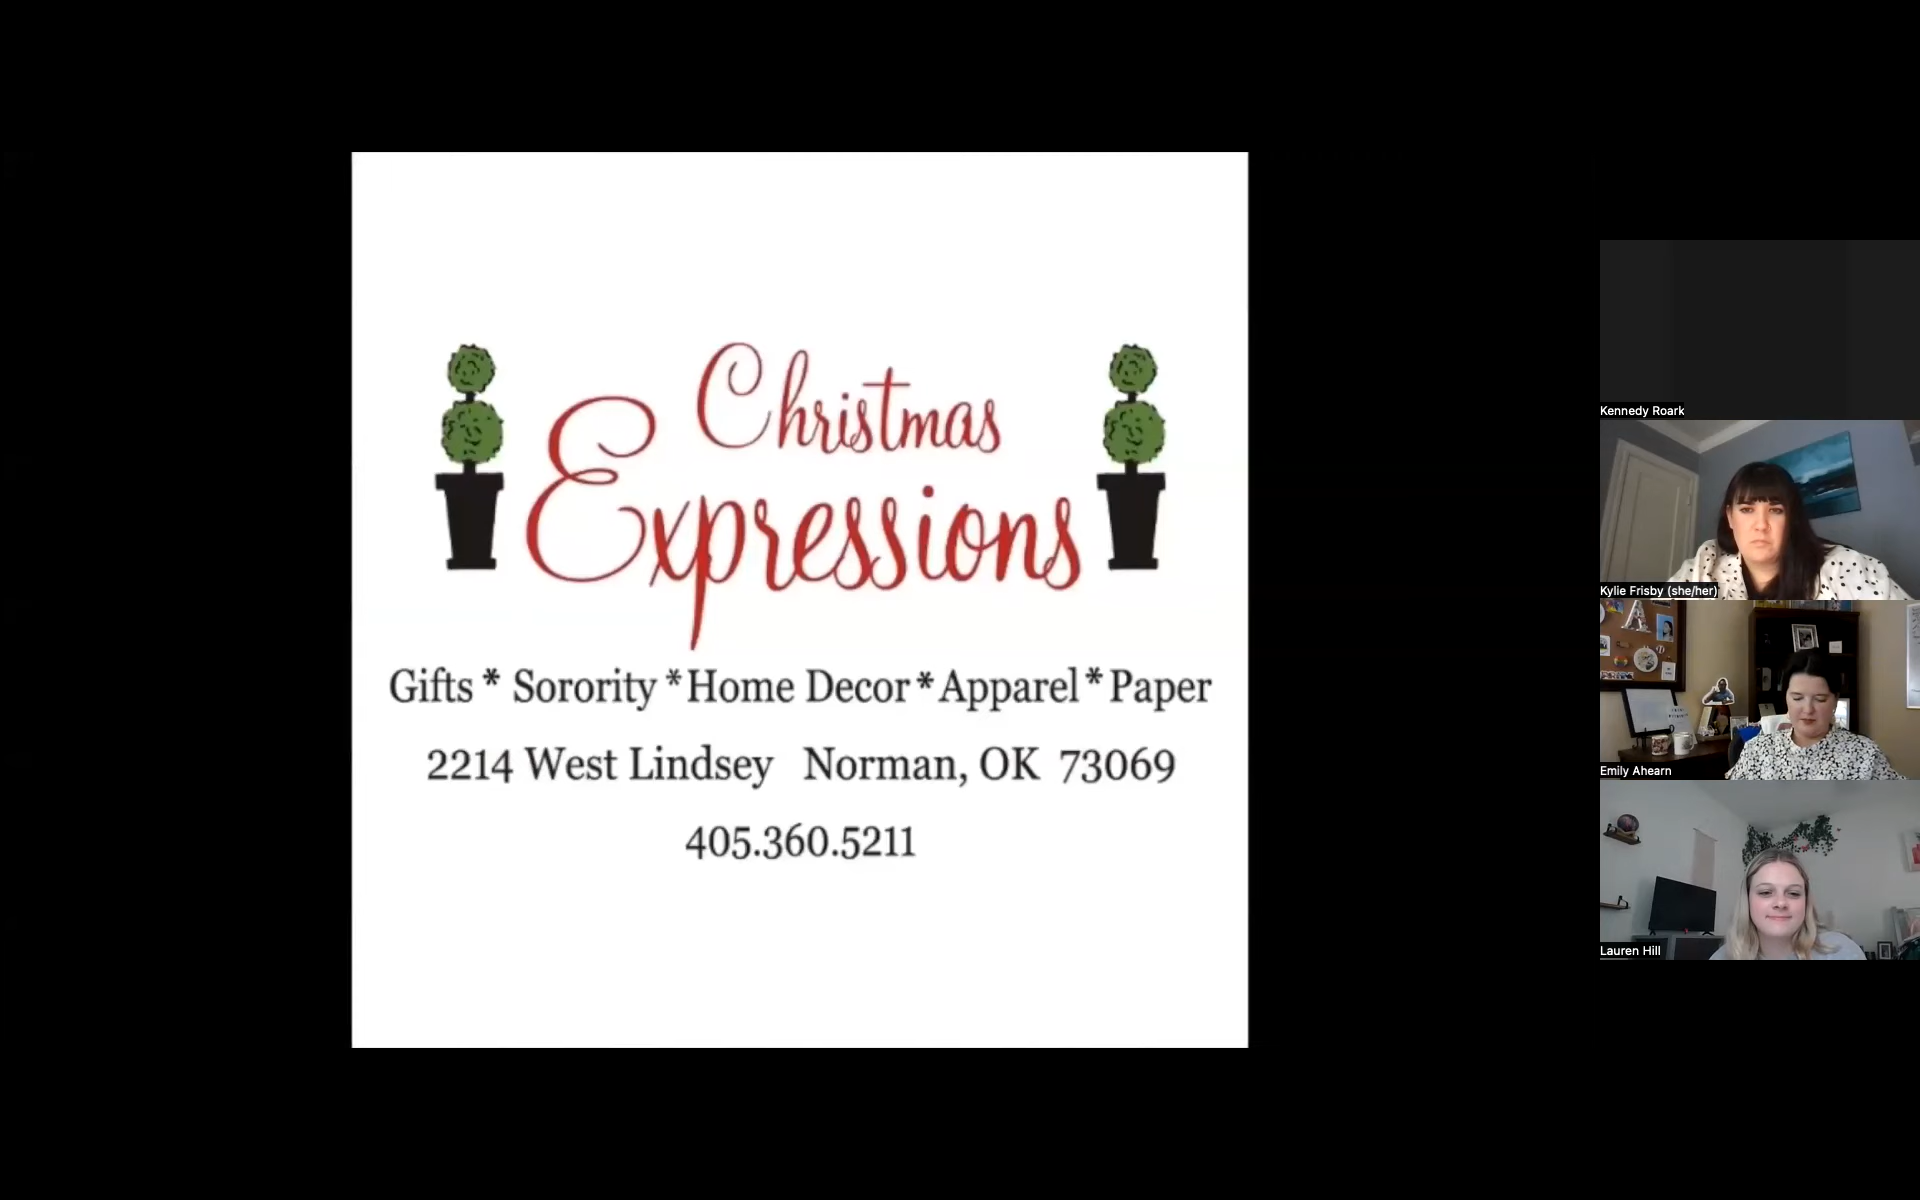 Christmas
Expressions
Gifts * Sorority *Home Decor*Apparel*Paper
2214 West Lindsey Norman, OK 73069
405.360.5211
Kennedy Roark
Kylie Frisby (she/her)
Emily Ahearn
Lauren Hill